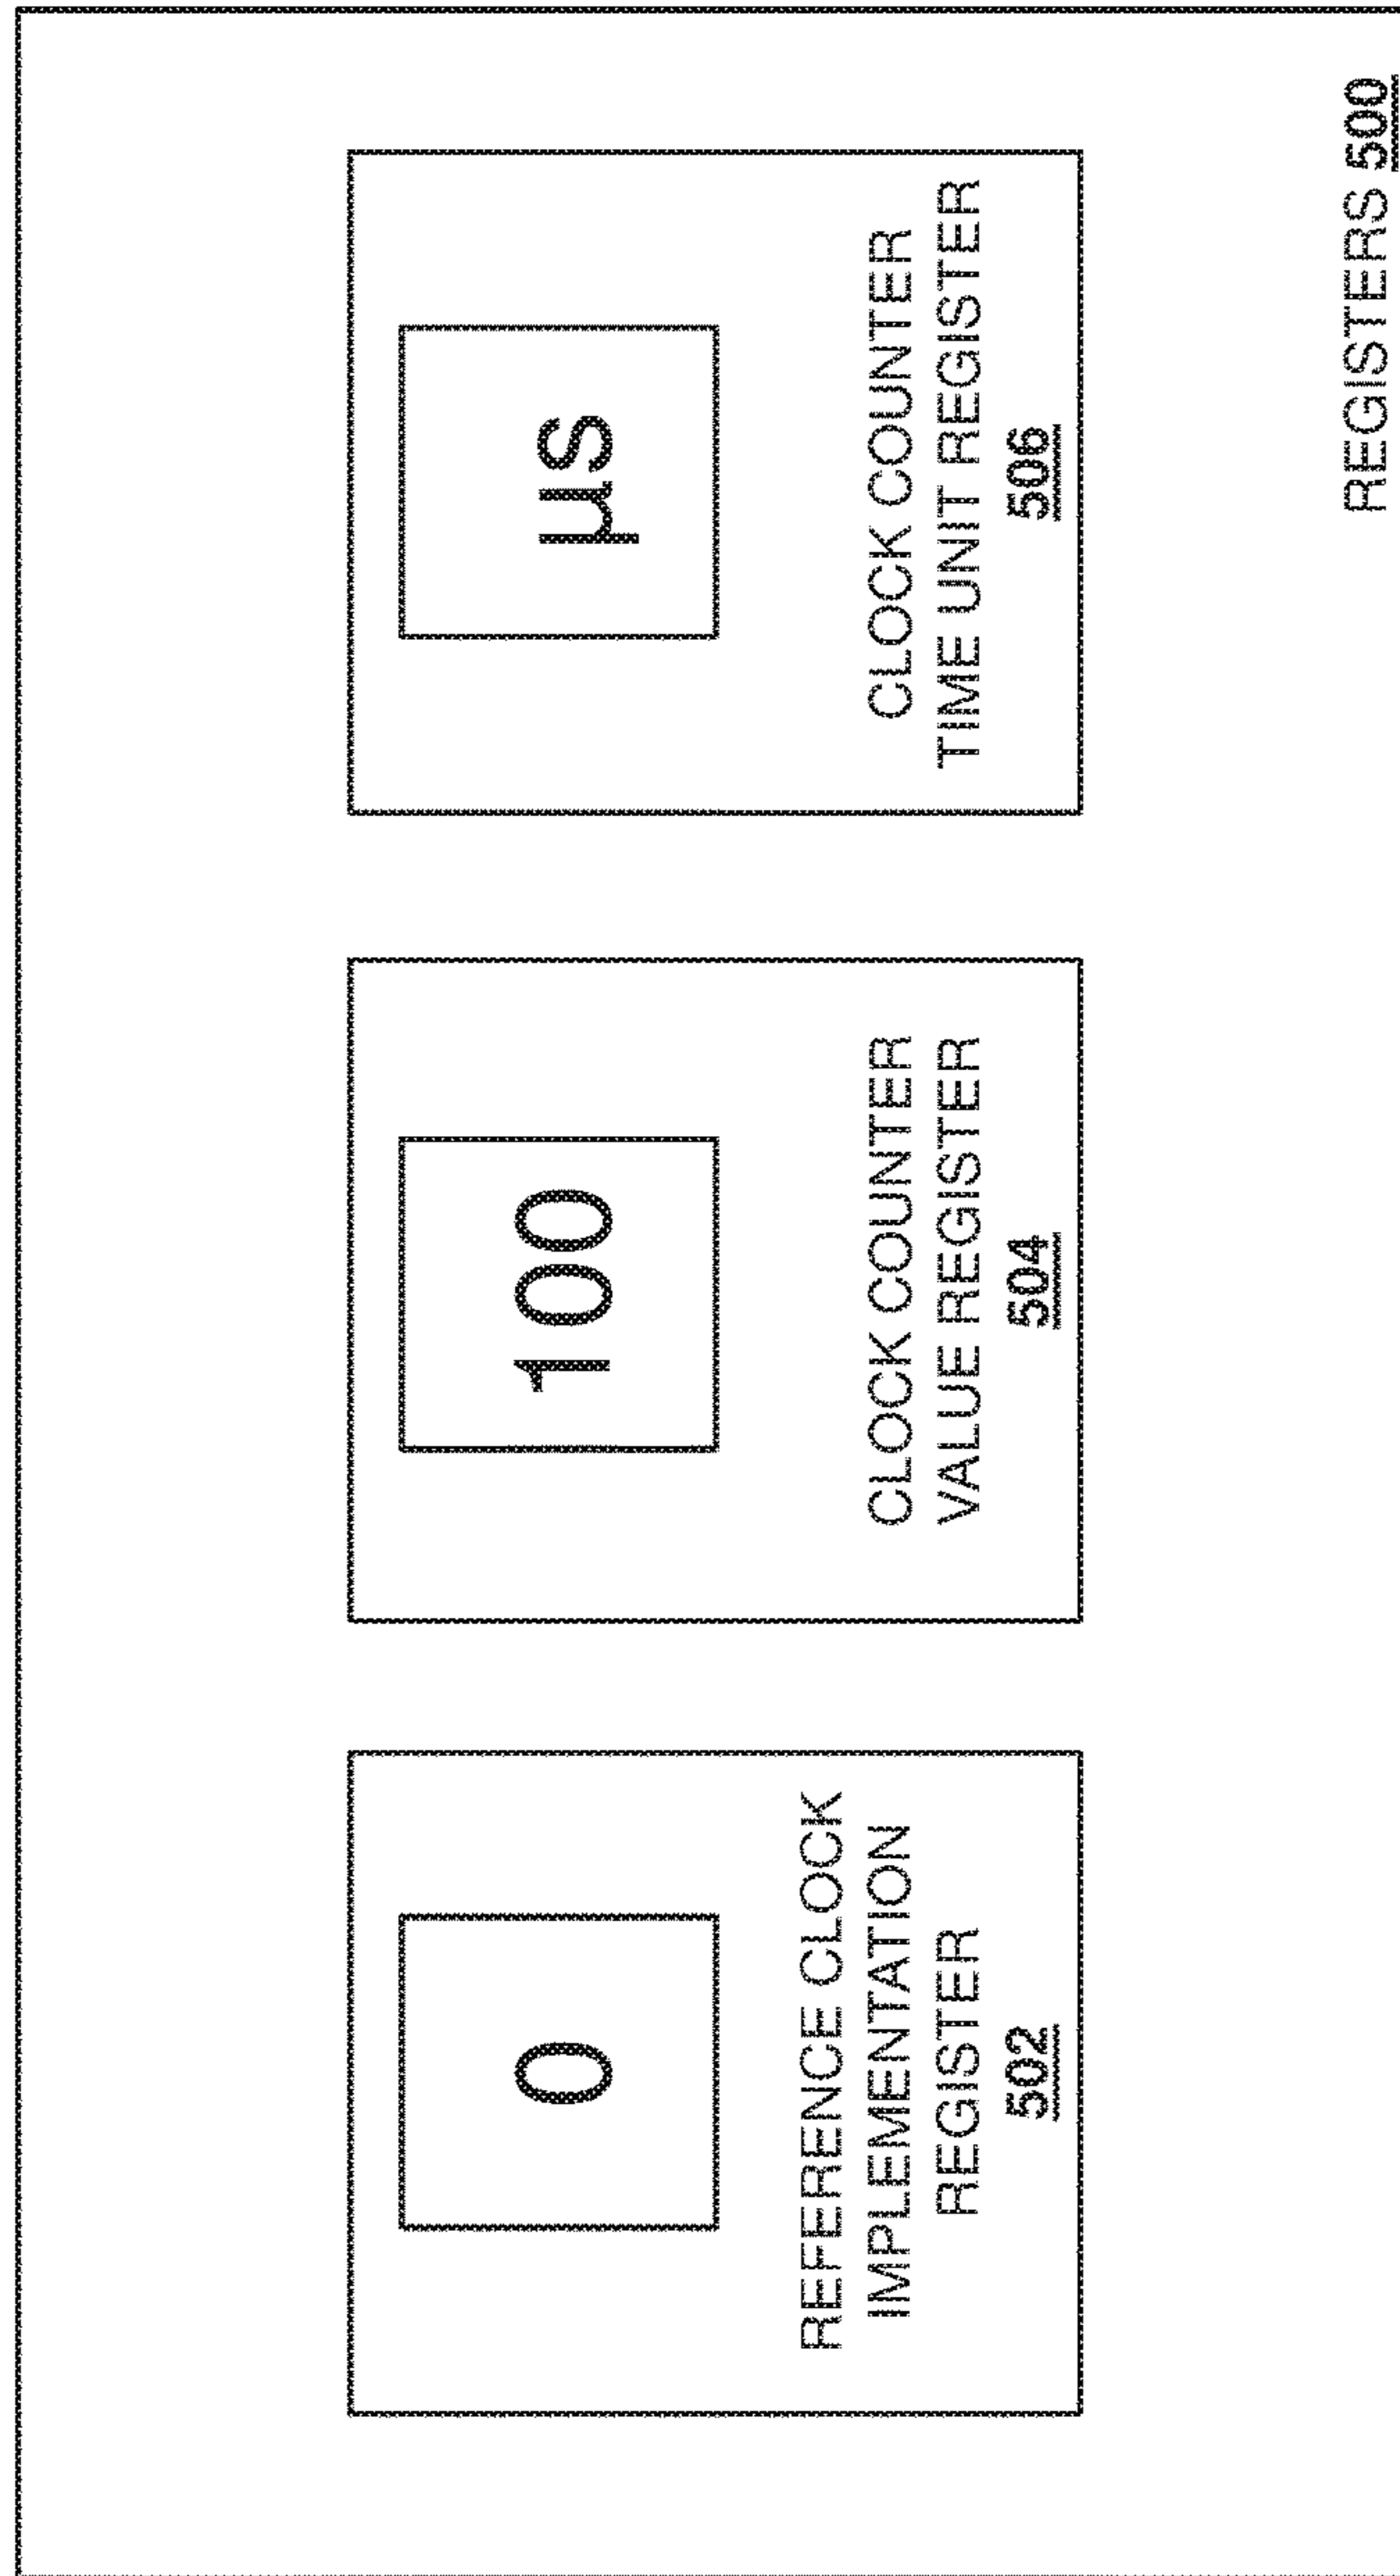 0
REFERENCE CLOCK
IMPLEMENTATION
REGISTER
502
100
CLOCK COUNTER
VALUE REGISTER
504
µS
CLOCK COUNTER
TIME UNIT REGISTER
506
REGISTERS 500